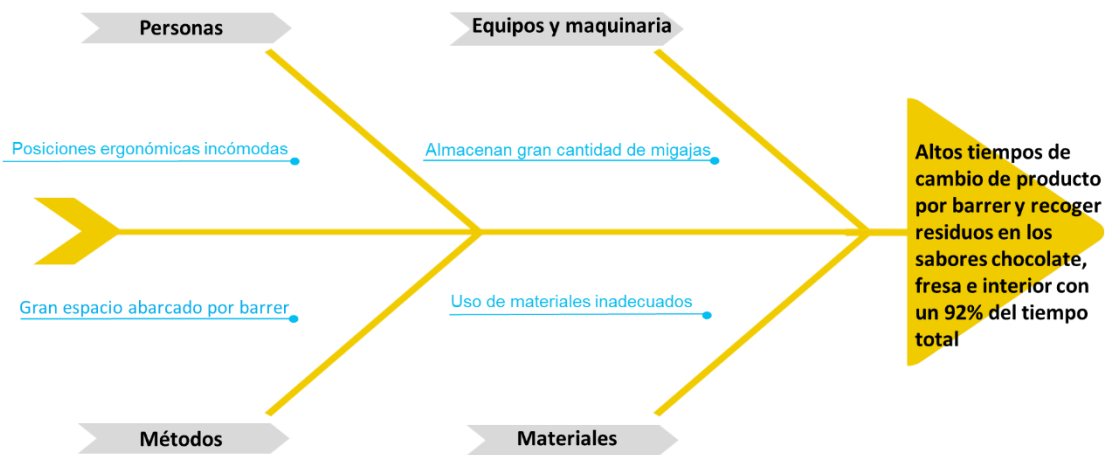 Personas
Equipos y maquinaria
Posiciones ergonómicas incómodas
Almacenan gran cantidad de migajas
Altos tiempos de
cambio de producto
por barrer y recoger
residuos en los
sabores chocolate,
fresa e interior con
un 92% del tiempo
total
Gran espacio abarcado por barrer
Uso de materiales inadecuados
Métodos
Materiales